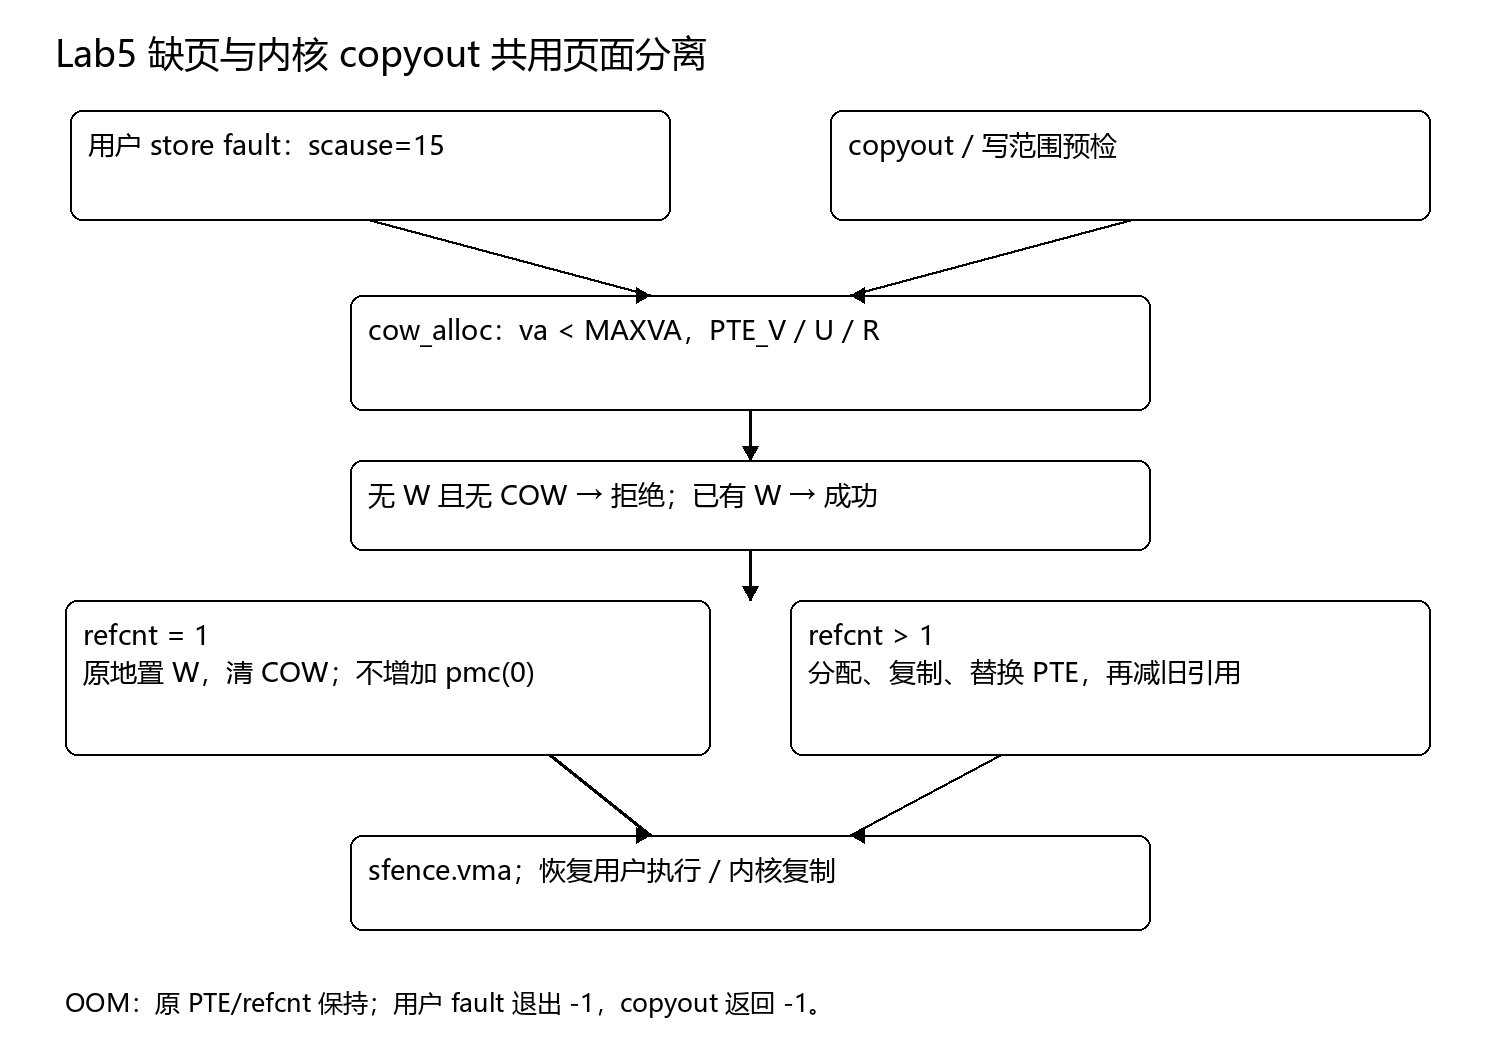 Lab5 缺页与内核 copyout 共用页面分离
用户 store fault：scause=15
copyout / 写范围预检
cow_alloc：va < MAXVA，PTE_V / U / R
无 W 且无 COW → 拒绝；已有 W → 成功
refcnt = 1
原地置 W，清 COW；不增加 pmc(0)
refcnt > 1
分配、复制、替换 PTE，再减旧引用
sfence.vma；恢复用户执行 / 内核复制
OOM：原 PTE/refcnt 保持；用户 fault 退出 -1，copyout 返回 -1。